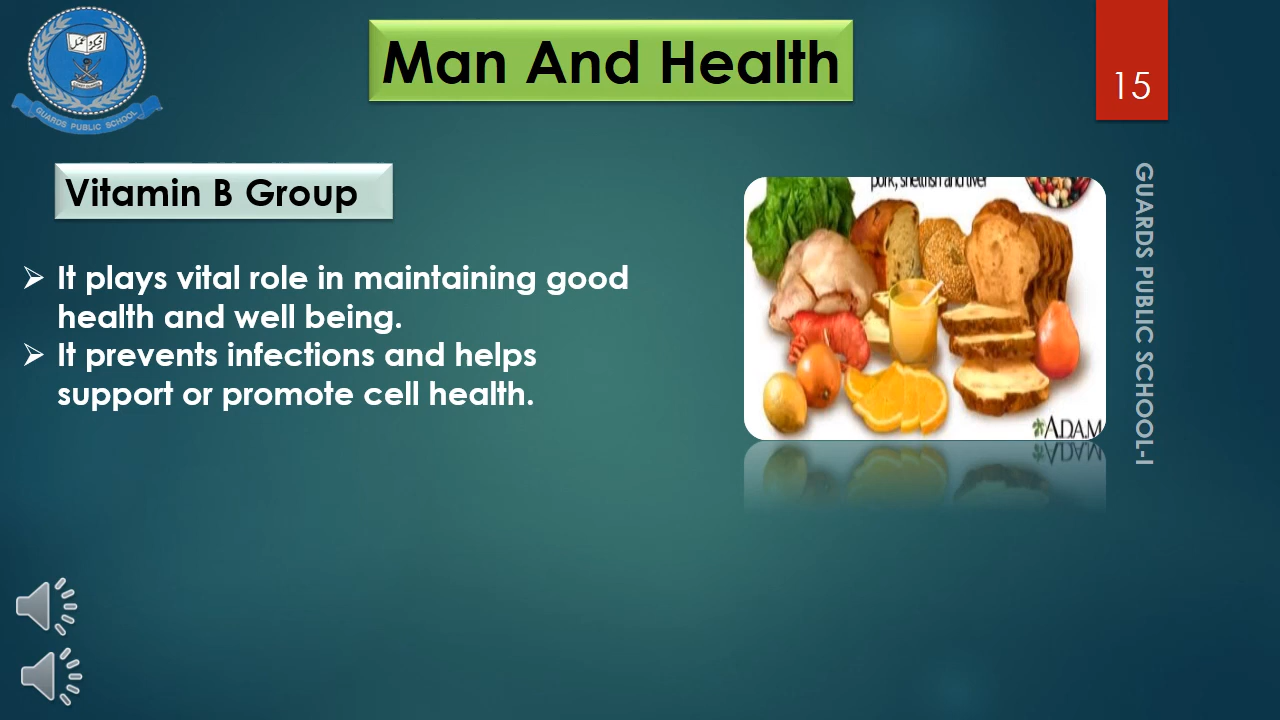 Man And Health
15
GUARDS PUBLIC SCHOOL
Vitamin B Group
➢ It plays vital role in maintaining good
health and well being.
➢ It prevents infections and helps
support or promote cell health.
pork, shellfish and liver
A.D.A.M
GUARDS PUBLIC SCHOOL-I